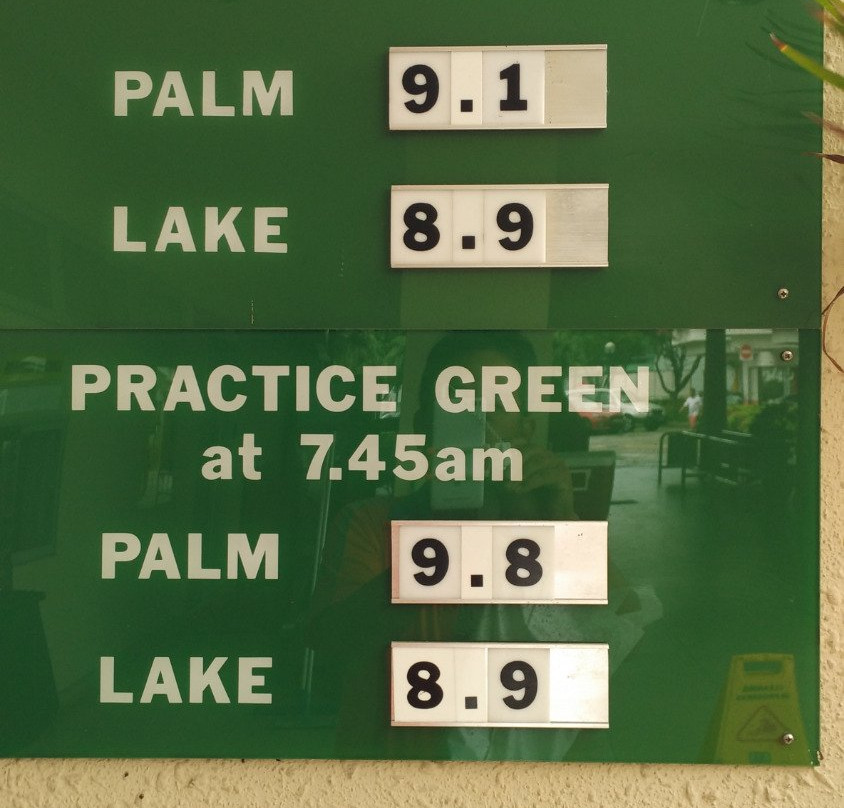 PALM 9.1
LAKE 8.9
PRACTICE GREEN
at 7.45am
PALM 9.8
LAKE 8.9